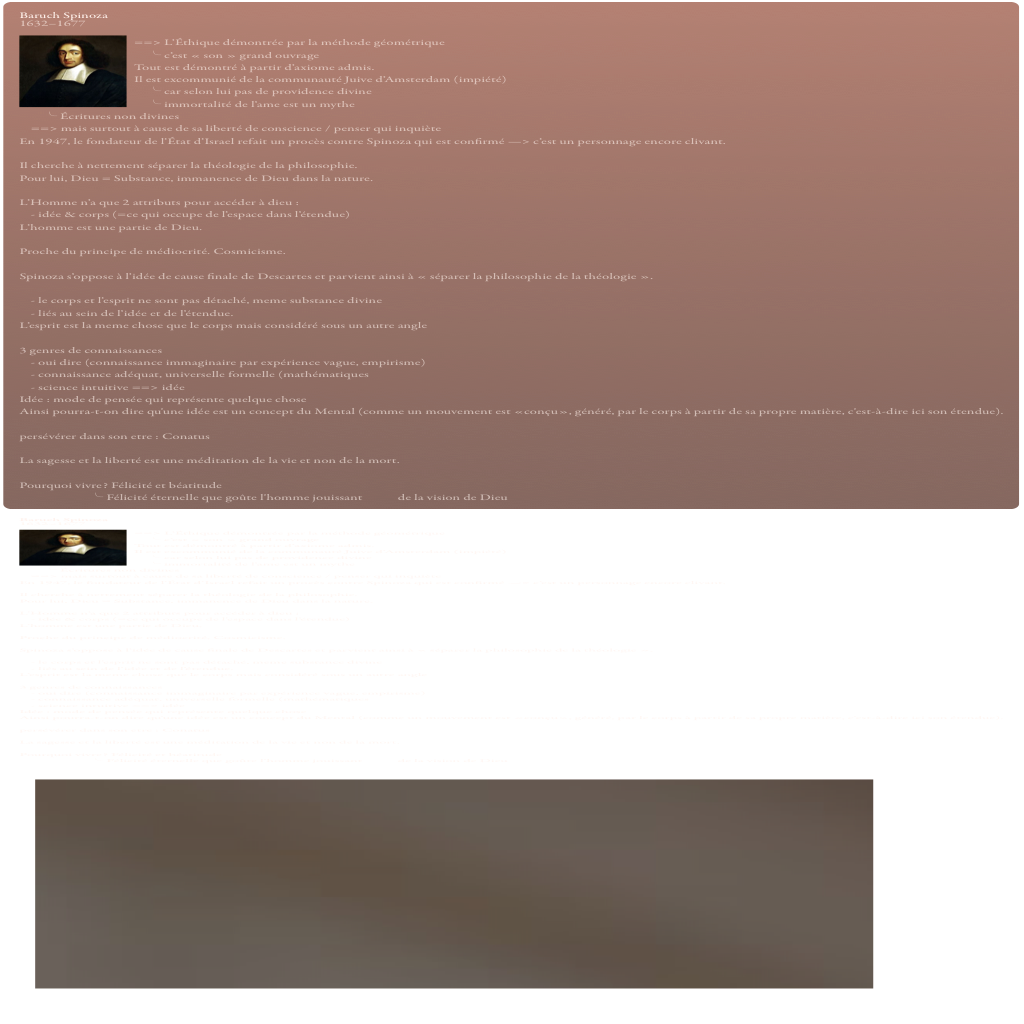 Baruch Spinoza
1632–1677
==> L'Éthique démontrée par la méthode géométrique
╰ c'est « son » grand ouvrage
Tout est démontré à partir d'axiome admis.
Il est excommunié de la communauté Juive d'Amsterdam (impiété)
╰ car selon lui pas de providence divine
╰ immortalité de l'ame est un mythe
╰ Écritures non divines
==> mais surtout à cause de sa liberté de conscience / penser qui inquiète
En 1947, le fondateur de l'État d'Israel refait un procès contre Spinoza qui est confirmé —> c'est un personnage encore clivant.
Il cherche à nettement séparer la théologie de la philosophie.
Pour lui, Dieu = Substance, immanence de Dieu dans la nature.
L'Homme n'a que 2 attributs pour accéder à dieu :
- idée & corps (=ce qui occupe de l'espace dans l'étendue)
L'homme est une partie de Dieu.
Proche du principe de médiocrité. Cosmicisme.
Spinoza s'oppose à l'idée de cause finale de Descartes et parvient ainsi à « séparer la philosophie de la théologie ».
- le corps et l'esprit ne sont pas détaché, meme substance divine
- liés au sein de l'idée et de l'étendue.
L'esprit est la meme chose que le corps mais considéré sous un autre angle
3 genres de connaissances
- oui dire (connaissance immaginaire par expérience vague, empirisme)
- connaissance adéquat, universelle formelle (mathématiques
- science intuitive ==> idée
Idée : mode de pensée qui représente quelque chose
Ainsi pourra-t-on dire qu'une idée est un concept du Mental (comme un mouvement est «conçu», généré, par le corps à partir de sa propre matière, c'est-à-dire ici son étendue).
persévérer dans son etre : Conatus
La sagesse et la liberté est une méditation de la vie et non de la mort.
Pourquoi vivre? Félicité et béatitude
╰ Félicité éternelle que goûte l'homme jouissant de la vision de Dieu